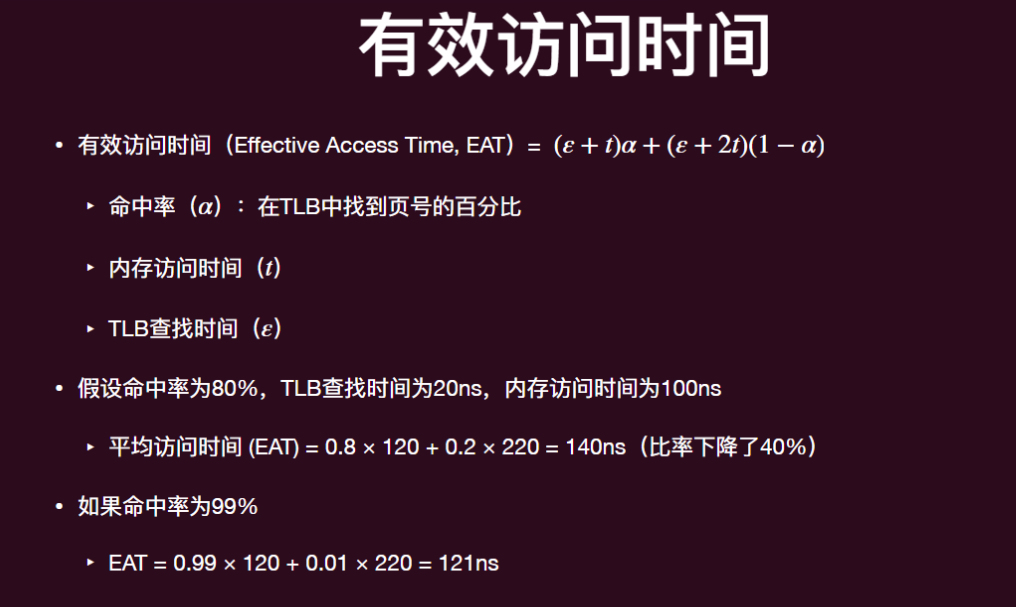 有效访问时间
• 有效访问时间（Effective Access Time, EAT）= (ε + t)α + (ε + 2t)(1 − α)
‣ 命中率（α）：在TLB中找到页号的百分比
‣ 内存访问时间（t）
‣ TLB查找时间（ε）
• 假设命中率为80%，TLB查找时间为20ns，内存访问时间为100ns
‣ 平均访问时间 (EAT) = 0.8 × 120 + 0.2 × 220 = 140ns（比率下降了40%）
• 如果命中率为99%
‣ EAT = 0.99 × 120 + 0.01 × 220 = 121ns